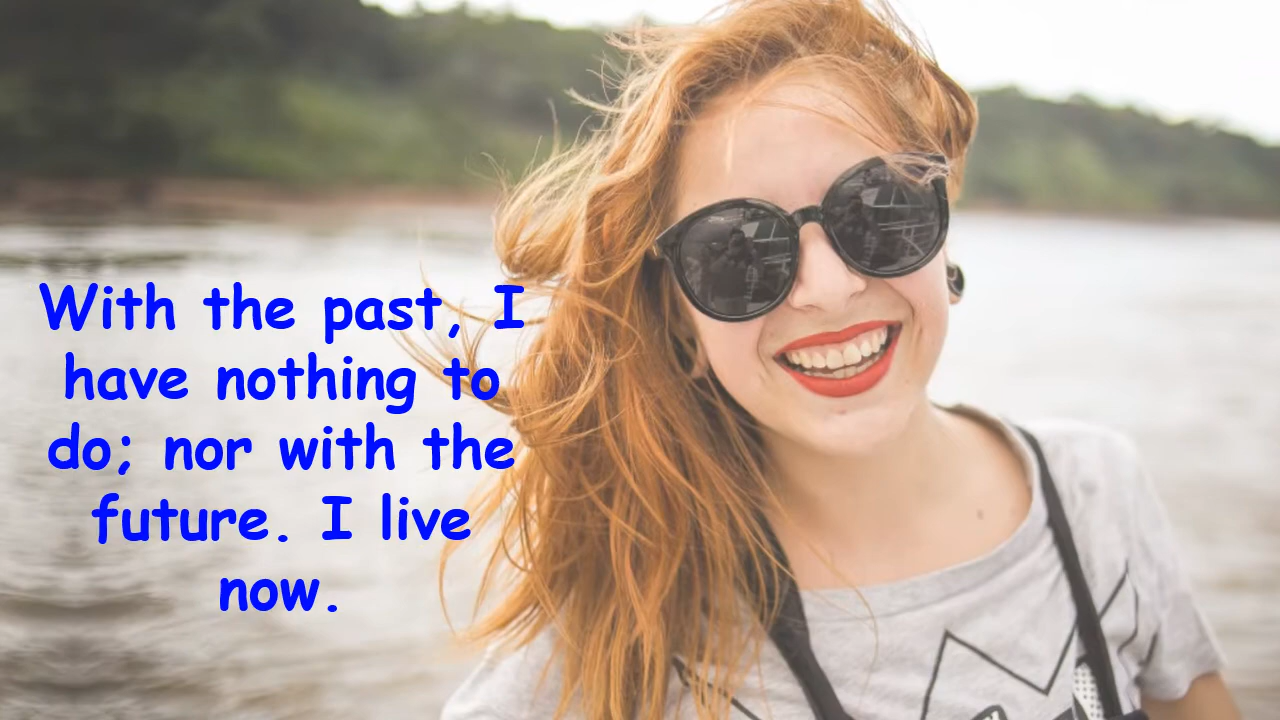 With the past, I
have nothing to
do; nor with the
future. I live
now.